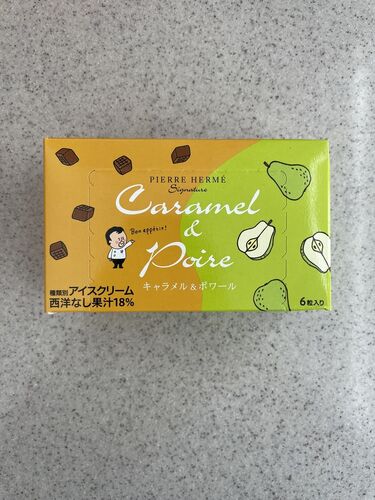 PIERRE HERMÉ
Signature
Caramel
&
Poire
Bon appétit!
キャラメル&ポワール
種類別 アイスクリーム
西洋なし果汁18%
6粒入り